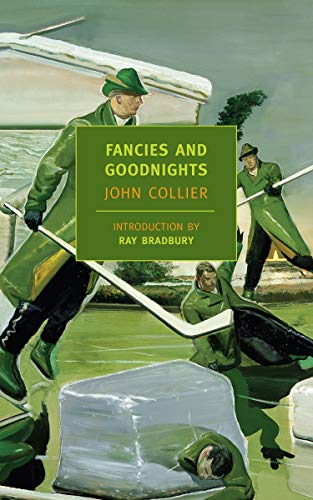 FANCIES AND
GOODNIGHTS
JOHN COLLIER
INTRODUCTION BY
RAY BRADBURY